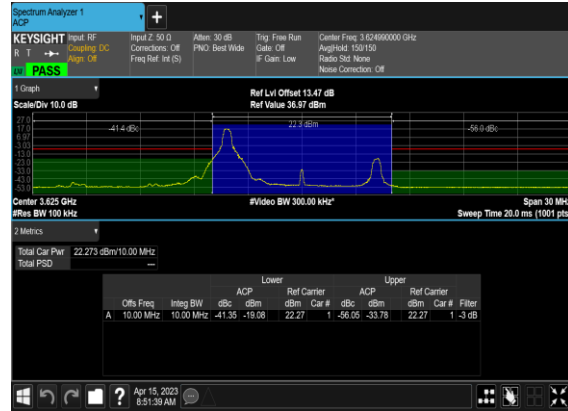 Spectrum Analyzer 1
ACP
+
KEYSIGHT Input: RF Input Z: 50 Ω Atten: 30 dB Trig: Free Run Center Freq: 3.624990000 GHz
R T Coupling: DC Corrections: Off PNO: Best Wide Gate: Off Avg|Hold: 150/150
Align: Off Freq Ref: Int (S) IF Gain: Low Radio Std: None
Noise Correction: Off
PASS
1 Graph Ref Lvl Offset 13.47 dB
Scale/Div 10.0 dB Ref Value 36.97 dBm
27.0
17.0 -41.4 dBc 22.3 dBm -56.0 dBc
6.97
-3.03
-13.0
-23.0
-33.0
-43.0
-53.0
Center 3.625 GHz #Video BW 300.00 kHz* Span 30 MHz
#Res BW 100 kHz Sweep Time 20.0 ms (1001 pts
2 Metrics
Total Car Pwr 22.273 dBm/10.00 MHz
Total PSD ---
Lower Upper
ACP Ref Carrier ACP Ref Carrier
Offs Freq Integ BW dBc dBm dBm Car # dBc dBm dBm Car # Filter
A 10.00 MHz 10.00 MHz -41.35 -19.08 22.27 1 -56.05 -33.78 22.27 1 -3 dB
? Apr 15, 2023
8:51:39 AM